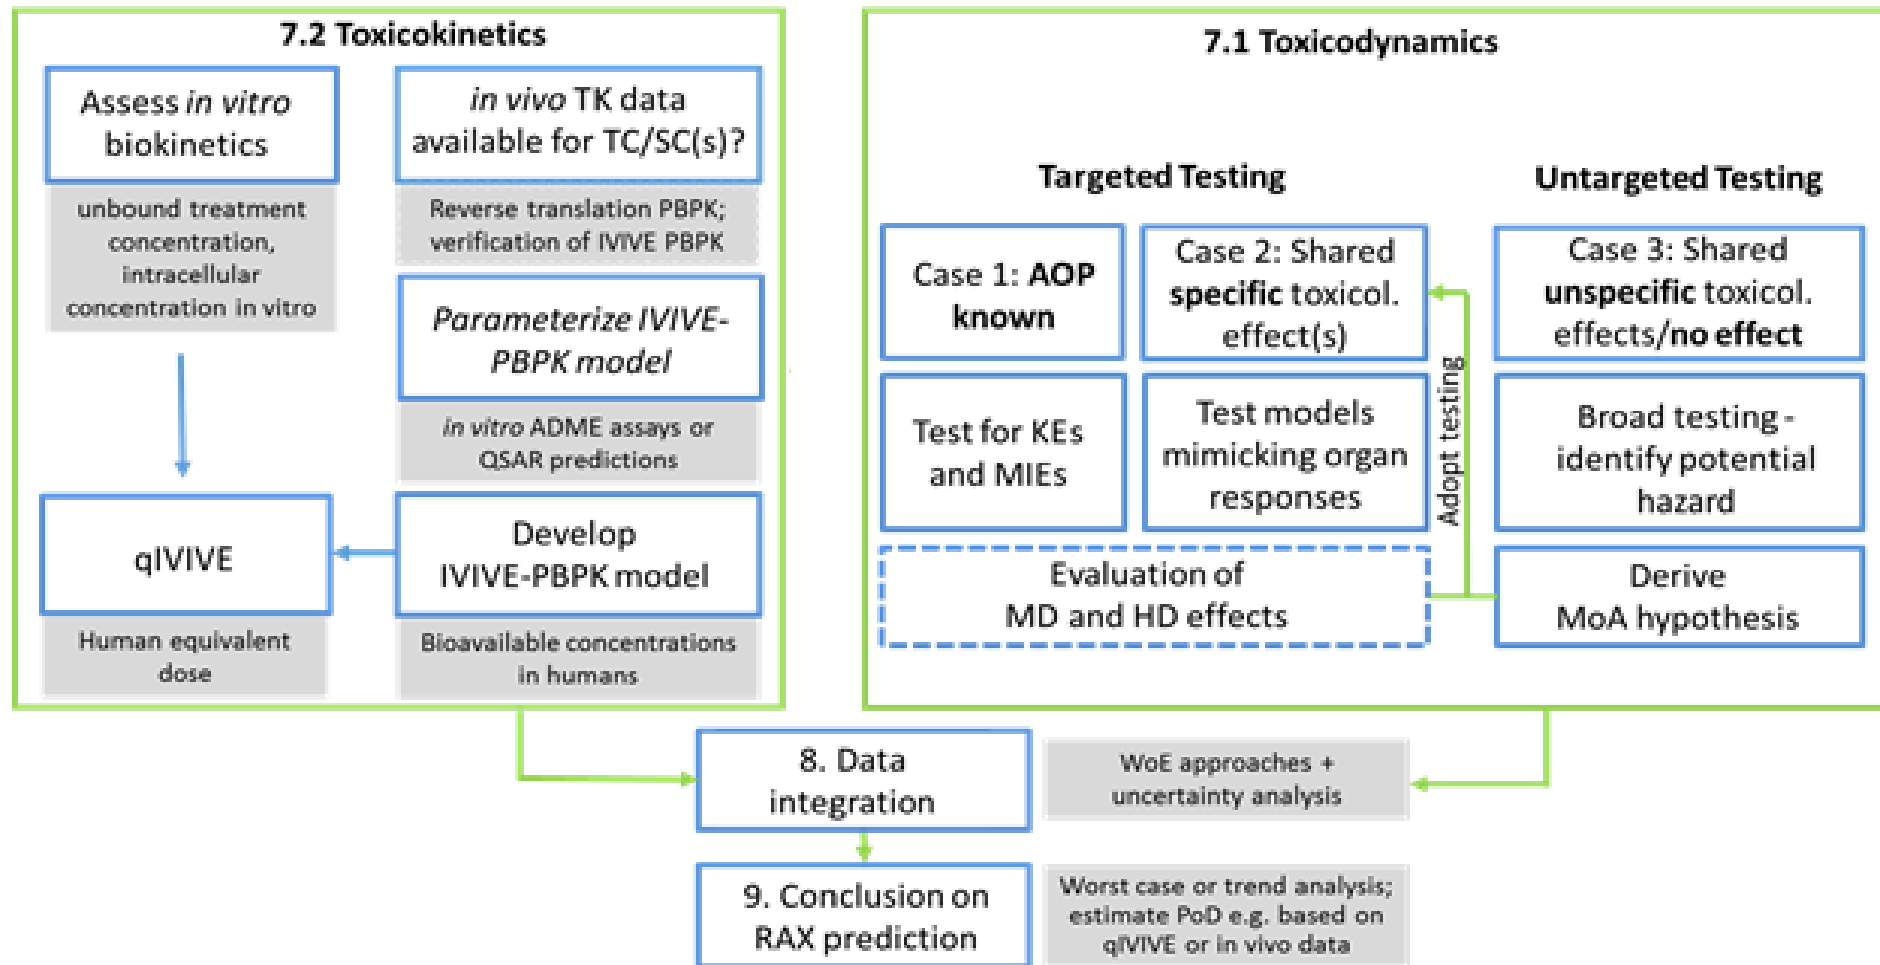 7.2 Toxicokinetics
Assess in vitro
biokinetics
unbound treatment
concentration,
intracellular
concentration in vitro
qIVIVE
Human equivalent
dose
in vivo TK data
available for TC/SC(s)?
Reverse translation PBPK;
verification of IVIVE PBPK
Parameterize IVIVE-
PBPK model
in vitro ADME assays or
QSAR predictions
Develop
IVIVE-PBPK model
Bioavailable concentrations
in humans
7.1 Toxicodynamics
Targeted Testing
Case 1: AOP
known
Test for KEs
and MIEs
Case 2: Shared
specific toxicol.
effect(s)
Test models
mimicking organ
responses
Evaluation of
MD and HD effects
Adopt testing
Untargeted Testing
Case 3: Shared
unspecific toxicol.
effects/no effect
Broad testing -
identify potential
hazard
Derive
MoA hypothesis
8. Data
integration
WoE approaches +
uncertainty analysis
9. Conclusion on
RAX prediction
Worst case or trend analysis;
estimate PoD e.g. based on
qIVIVE or in vivo data